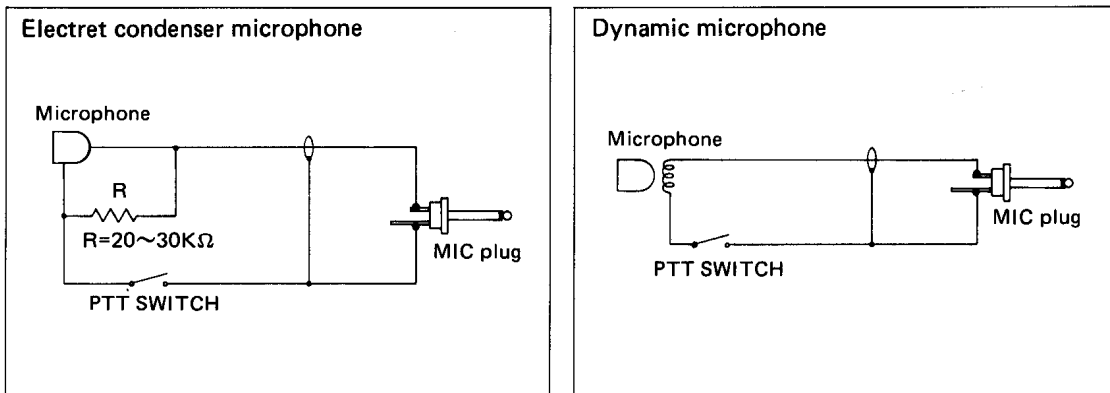 Electret condenser microphone
Microphone
R
R=20～30KΩ
PTT SWITCH
MIC plug
Dynamic microphone
Microphone
PTT SWITCH
MIC plug